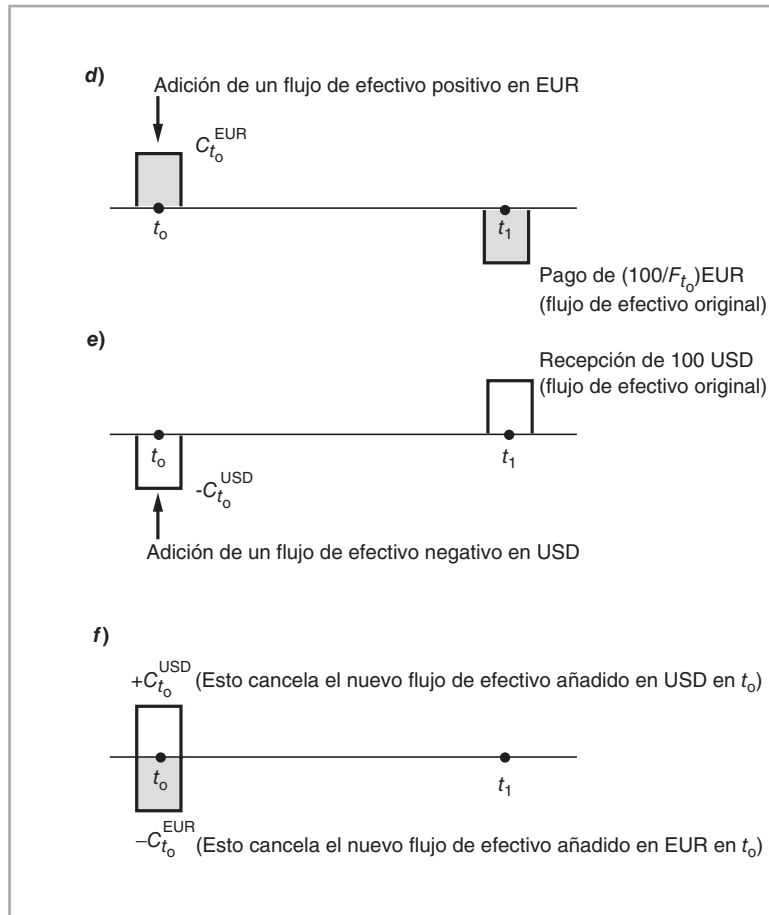 d)
Adición de un flujo de efectivo positivo en EUR
C_{t_o}^{EUR}
t_o
t_1
Pago de (100/F_{t_o})EUR
(flujo de efectivo original)
e)
Recepción de 100 USD
(flujo de efectivo original)
t_o
t_1
-C_{t_o}^{USD}
Adición de un flujo de efectivo negativo en USD
f)
+C_{t_o}^{USD} (Esto cancela el nuevo flujo de efectivo añadido en USD en t_o)
t_o
t_1
–C_{t_o}^{EUR} (Esto cancela el nuevo flujo de efectivo añadido en EUR en t_o)